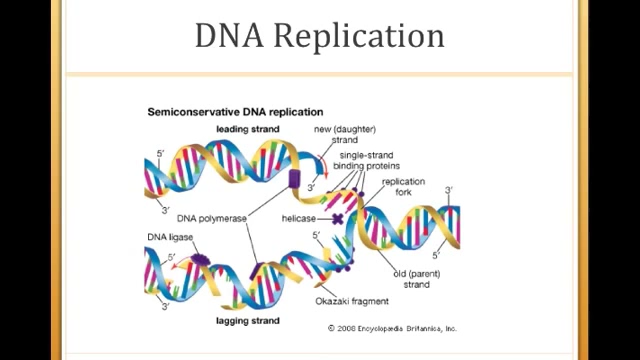 DNA Replication
Semiconservative DNA replication
leading strand
new (daughter)
strand
single-strand
binding proteins
5′
3′
replication
fork
3′
3′
DNA polymerase
helicase
DNA ligase
5′
5′
5′
old (parent)
strand
3′
Okazaki fragment
lagging strand
© 2008 Encyclopædia Britannica, Inc.